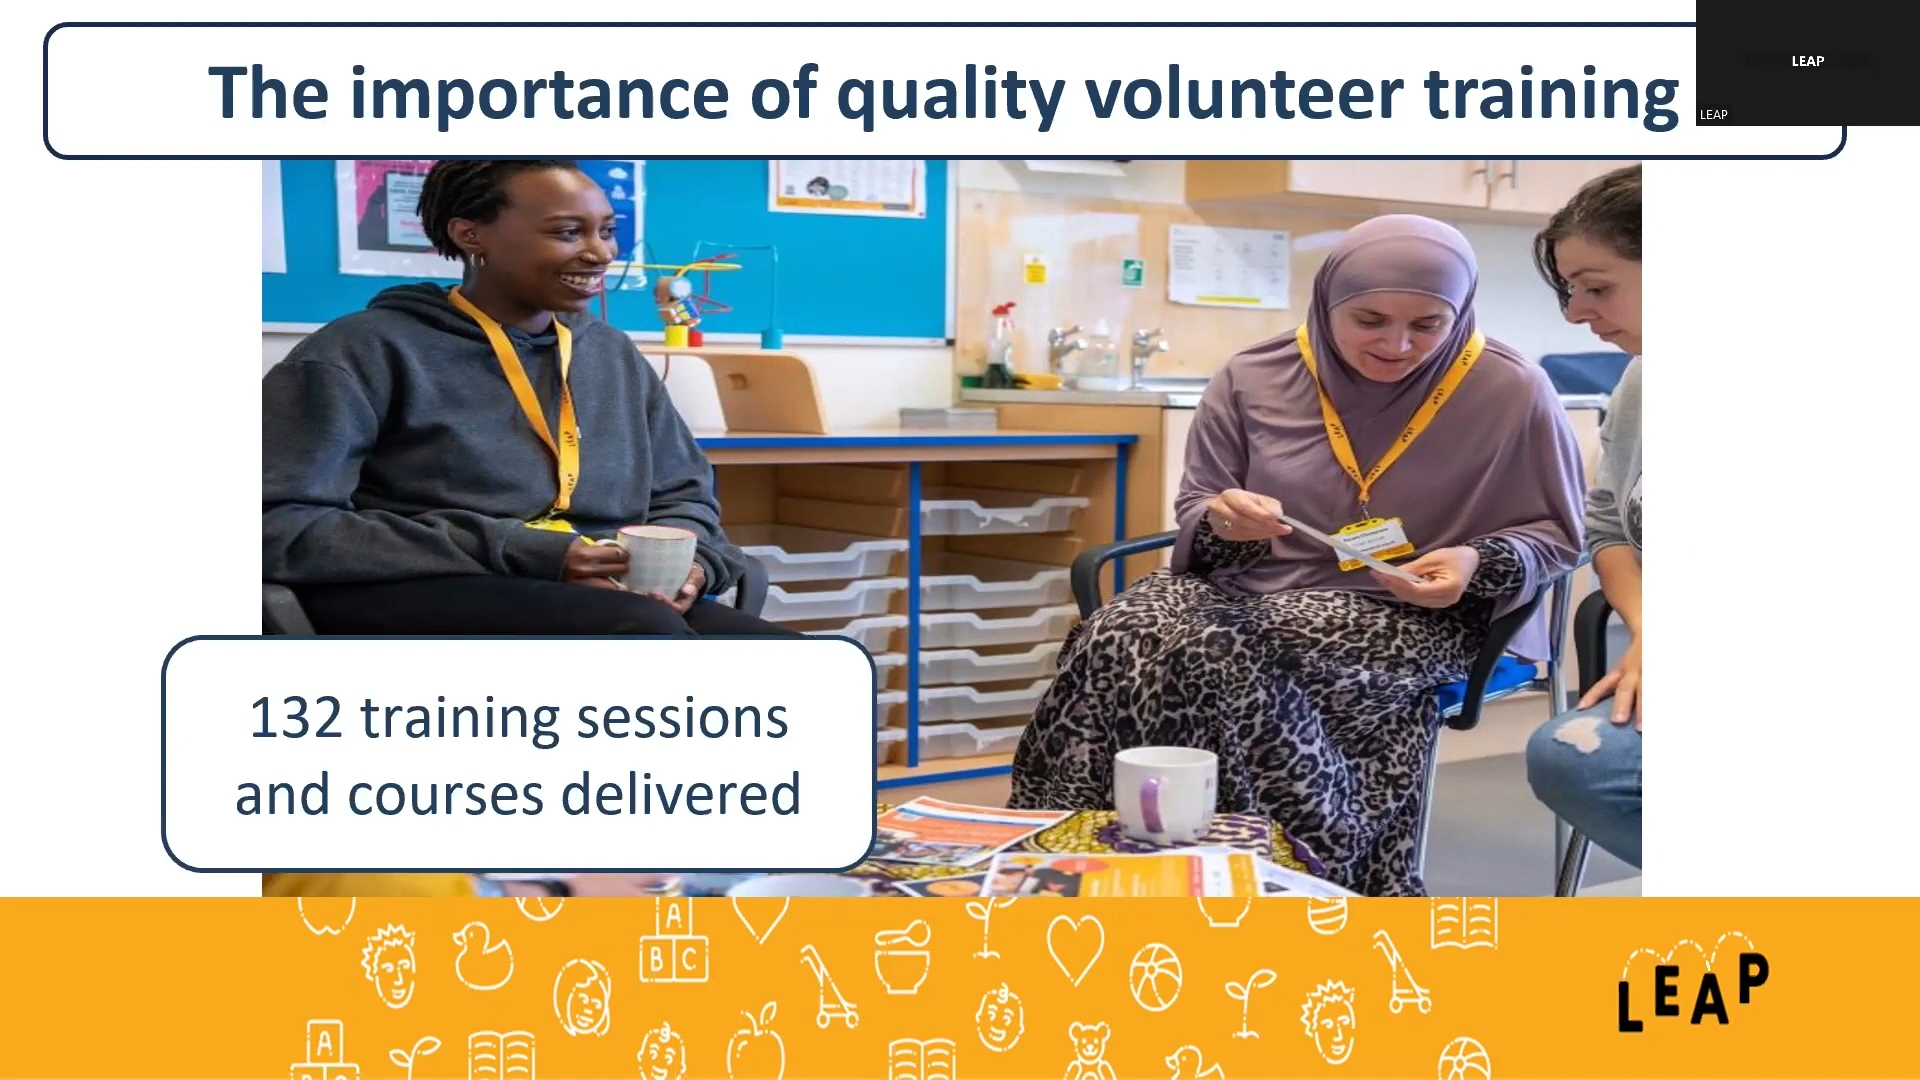 The importance of quality volunteer training
LEAP
LEAP
132 training sessions
and courses delivered
A
B C
A
LEAP